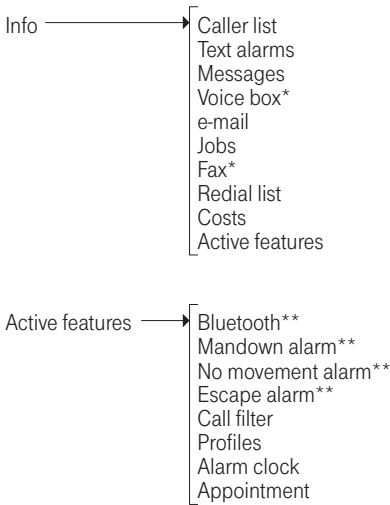 Info
Caller list
Text alarms
Messages
Voice box*
e-mail
Jobs
Fax*
Redial list
Costs
Active features
Active features
Bluetooth**
Mandown alarm**
No movement alarm**
Escape alarm**
Call filter
Profiles
Alarm clock
Appointment